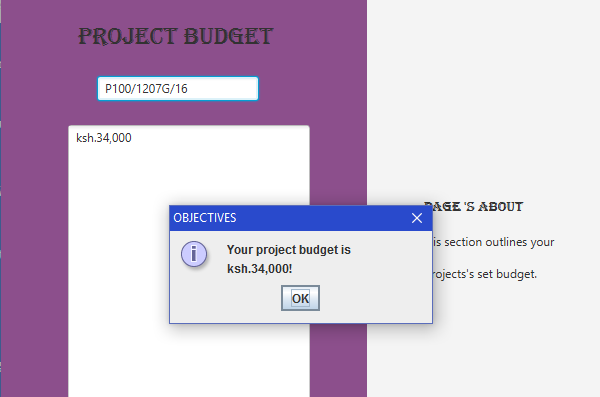 PROJECT BUDGET
P100/1207G/16
ksh.34,000
OBJECTIVES
Your project budget is
ksh.34,000!
OK
PAGE 'S ABOUT
is section outlines your
rojects's set budget.